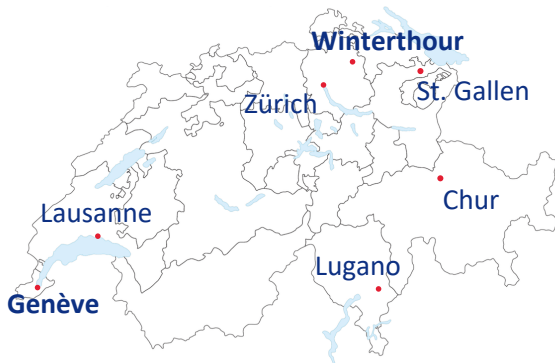 Winterthour
St. Gallen
Zürich
Chur
Lausanne
Lugano
Genève